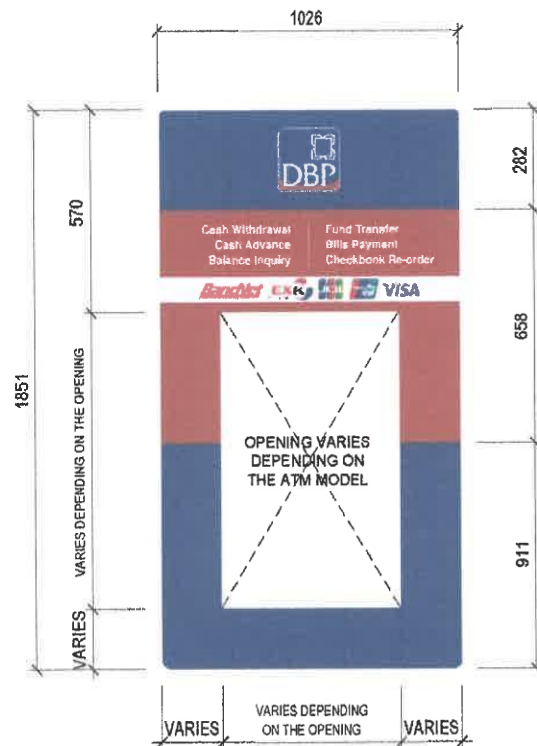 1026
282
570
DBP
Cash Withdrawal
Cash Advance
Balance Inquiry
Fund Transfer
Bills Payment
Checkbook Re-order
BancNet
VISA
658
1851
OPENING VARIES
DEPENDING ON
THE ATM MODEL
VARIES DEPENDING ON THE OPENING
911
VARIES
VARIES
VARIES DEPENDING
ON THE OPENING
VARIES